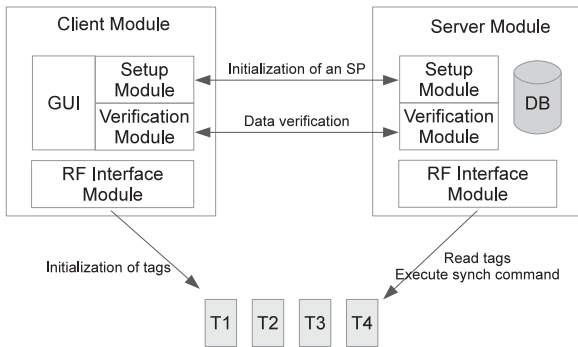 Client Module
Server Module
GUI
Setup
Module
Verification
Module
Initialization of an SP
Data verification
Setup
Module
Verification
Module
DB
RF Interface
Module
RF Interface
Module
Initialization of tags
Read tags
Execute synch command
T1
T2
T3
T4